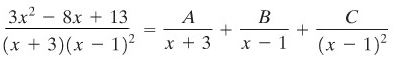 (3x² − 8x + 13)/((x + 3)(x − 1)²) = A/(x + 3) + B/(x − 1) + C/(x − 1)²